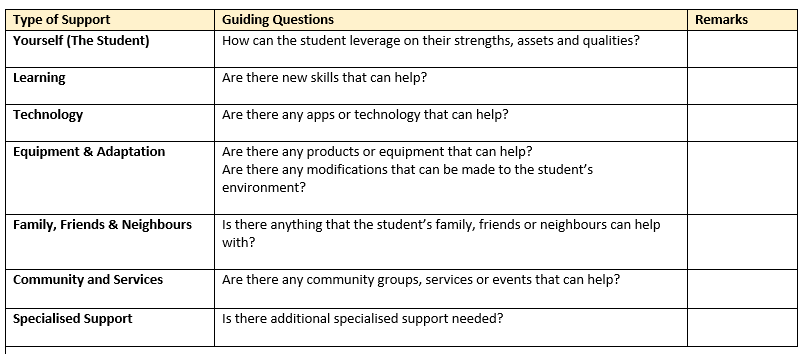 Type of Support Guiding Questions Remarks
Yourself (The Student) How can the student leverage on their strengths, assets and qualities?
Learning Are there new skills that can help?
Technology Are there any apps or technology that can help?
Equipment & Adaptation Are there any products or equipment that can help?
Are there any modifications that can be made to the student’s
environment?
Family, Friends & Neighbours Is there anything that the student’s family, friends or neighbours can help
with?
Community and Services Are there any community groups, services or events that can help?
Specialised Support Is there additional specialised support needed?